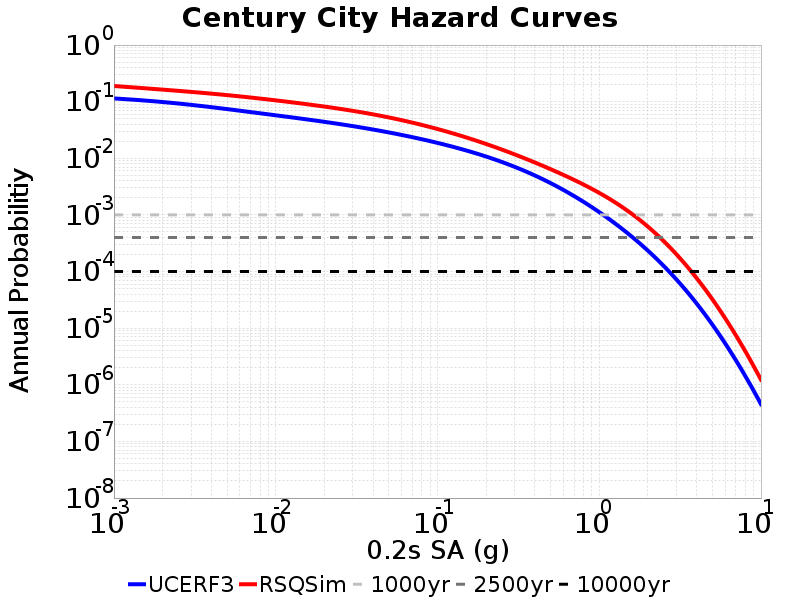 Century City Hazard Curves
Annual Probabilitiy
10^0
10^-1
10^-2
10^-3
10^-4
10^-5
10^-6
10^-7
10^-8
10^-3 10^-2 10^-1 10^0 10^1
0.2s SA (g)
UCERF3 RSQSim 1000yr 2500yr 10000yr